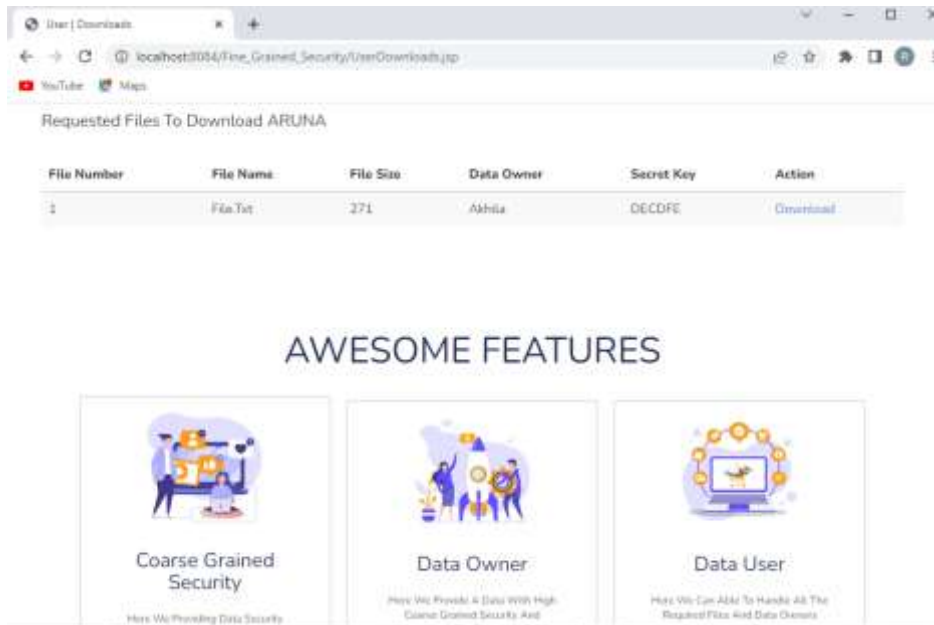 User | Downloads
localhost:8084/Fine_Grained_Security/UserDownloads.jsp
YouTube Maps
Requested Files To Download ARUNA
File Number File Name File Size Data Owner Secret Key Action
1 File.Txt 271 Akhila Download
AWESOME FEATURES
Coarse Grained
Security
Here We Providing Data Security
Data Owner
Here We Provide A Data With High
Coarse Grained Security And
Data User
Here We Can Able To Handle All The
Required Files And Data Owners